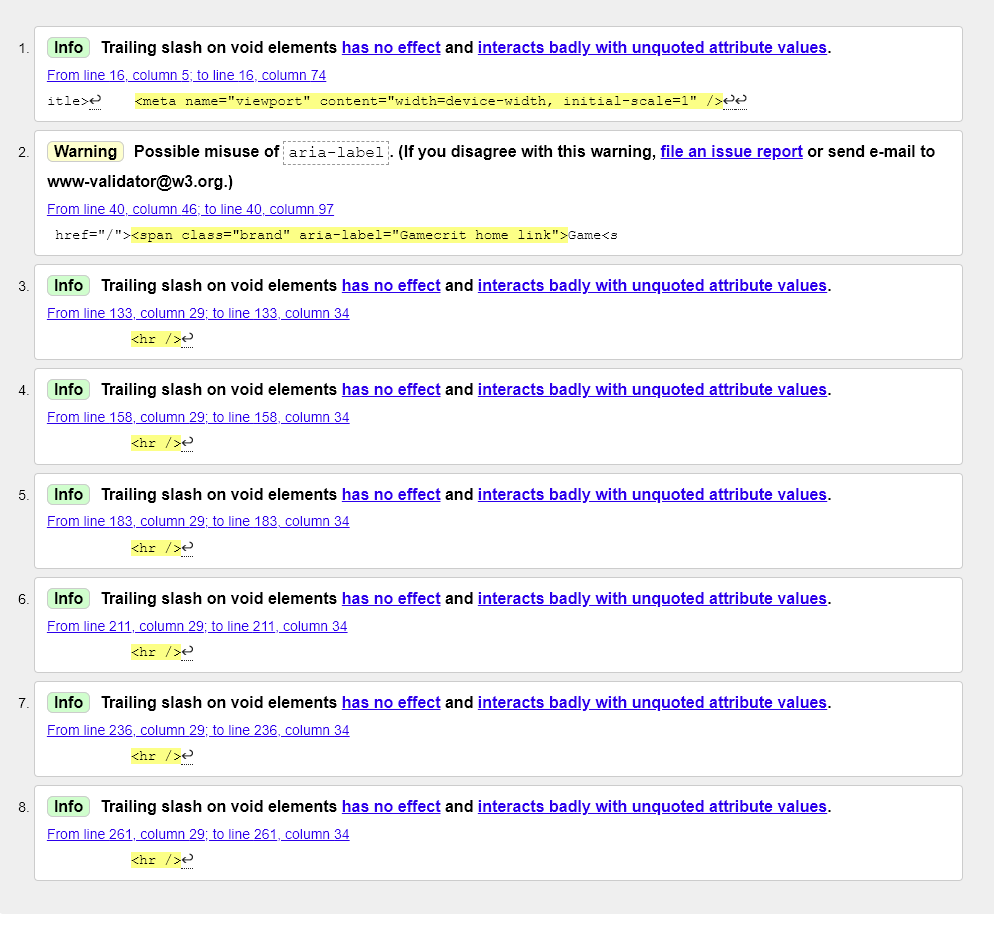 1. Info Trailing slash on void elements has no effect and interacts badly with unquoted attribute values.
From line 16, column 5; to line 16, column 74
itle>↩ <meta name="viewport" content="width=device-width, initial-scale=1" />↩↩
2. Warning Possible misuse of aria-label. (If you disagree with this warning, file an issue report or send e-mail to
www-validator@w3.org.)
From line 40, column 46; to line 40, column 97
href="/"><span class="brand" aria-label="Gamecrit home link">Game<s
3. Info Trailing slash on void elements has no effect and interacts badly with unquoted attribute values.
From line 133, column 29; to line 133, column 34
<hr />↩
4. Info Trailing slash on void elements has no effect and interacts badly with unquoted attribute values.
From line 158, column 29; to line 158, column 34
<hr />↩
5. Info Trailing slash on void elements has no effect and interacts badly with unquoted attribute values.
From line 183, column 29; to line 183, column 34
<hr />↩
6. Info Trailing slash on void elements has no effect and interacts badly with unquoted attribute values.
From line 211, column 29; to line 211, column 34
<hr />↩
7. Info Trailing slash on void elements has no effect and interacts badly with unquoted attribute values.
From line 236, column 29; to line 236, column 34
<hr />↩
8. Info Trailing slash on void elements has no effect and interacts badly with unquoted attribute values.
From line 261, column 29; to line 261, column 34
<hr />↩